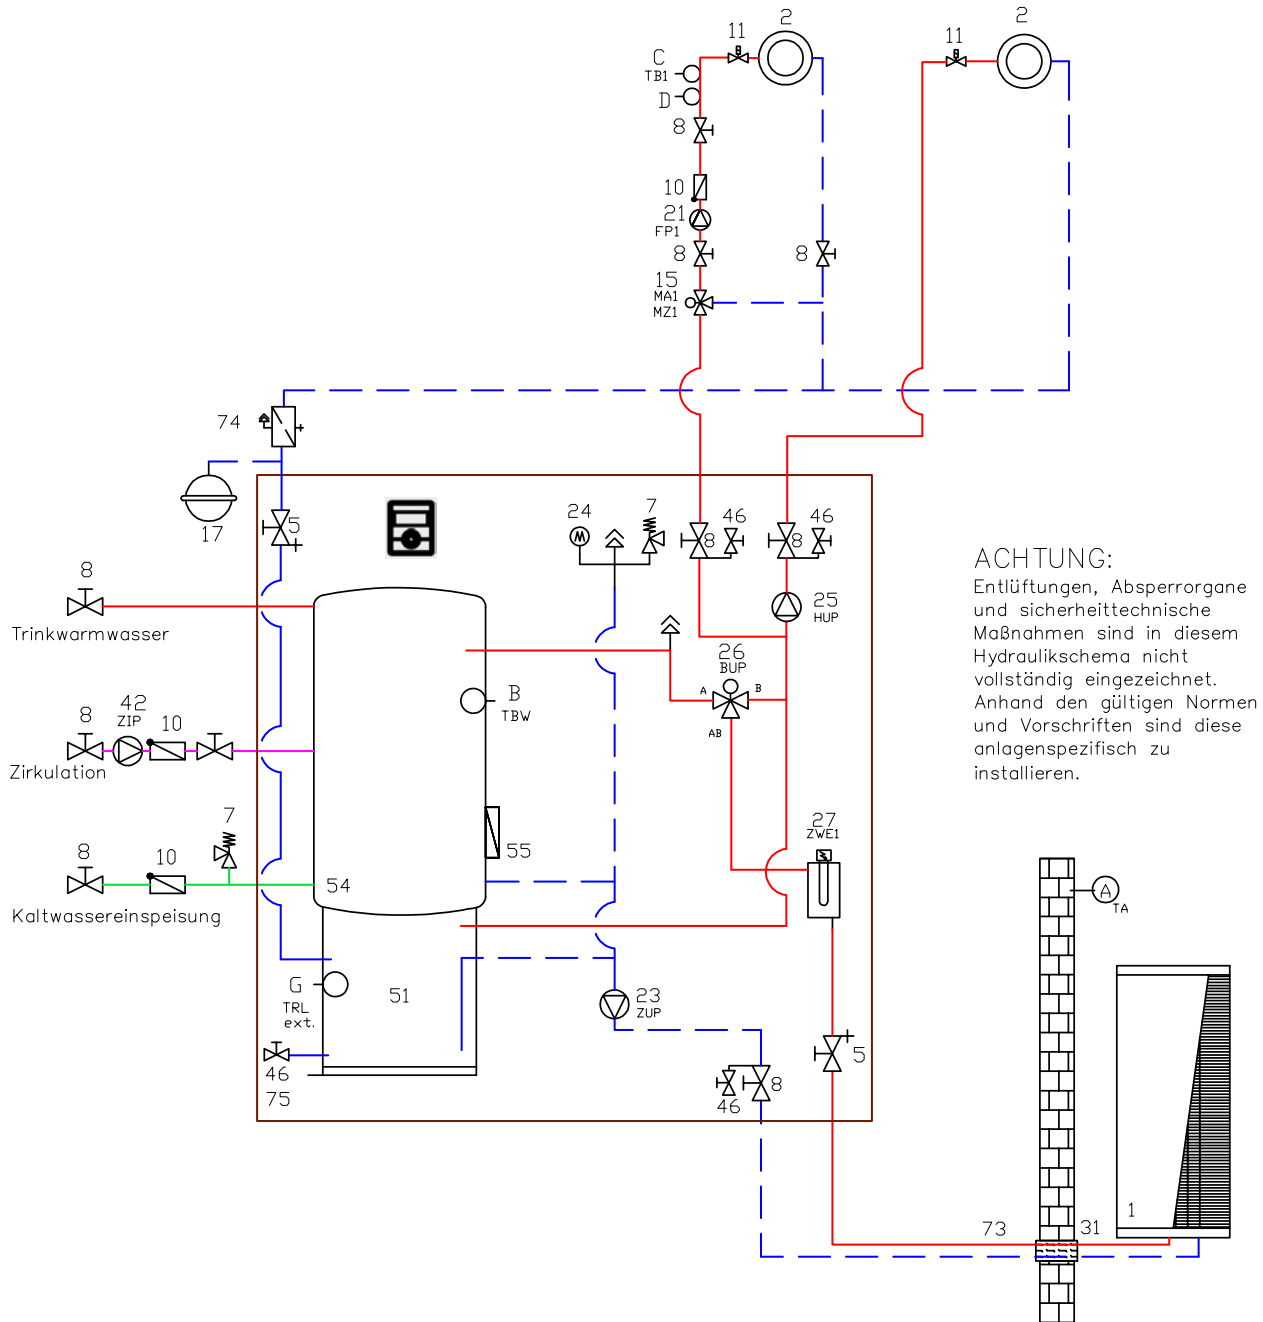 2
2
11
11
C
TB1
D
8
10
21
FP1
8
8
15
MA1
MZ1
74
17
5
24
7
46
46
8
8
8
Trinkwarmwasser
25
HUP
26
BUP
A
B
AB
B
TBW
8
42
ZIP
10
Zirkulation
7
8
10
Kaltwassereinspeisung
54
55
27
ZWE1
G
TRL
ext.
51
23
ZUP
46
75
46
8
5
ACHTUNG:
Entlüftungen, Absperrorgane
und sicherheittechnische
Maßnahmen sind in diesem
Hydraulikschema nicht
vollständig eingezeichnet.
Anhand den gültigen Normen
und Vorschriften sind diese
anlagenspezifisch zu
installieren.
A
TA
1
73
31